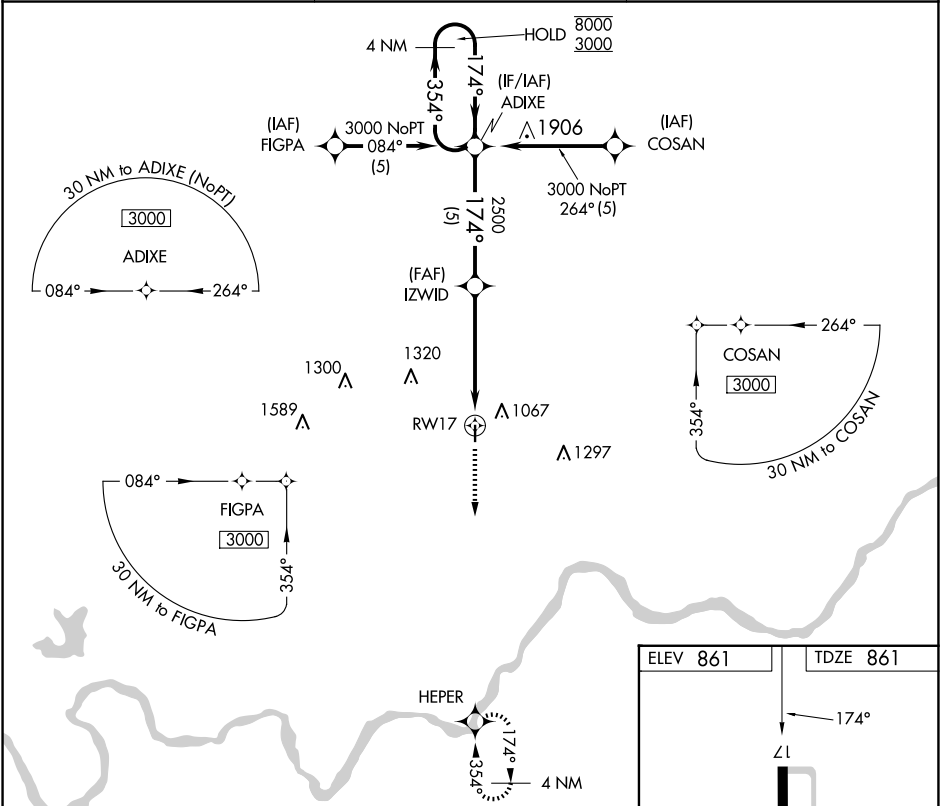 HOLD 8000
3000
4 NM
174°
354°
(IF/IAF)
ADIXE
(IAF)
FIGPA
3000 NoPT
084°
(5)
1906
(IAF)
COSAN
3000 NoPT
264° (5)
30 NM to ADIXE (NoPT)
3000
ADIXE
084°
264°
2500
174°
(5)
(FAF)
IZWID
264°
COSAN
3000
354°
30 NM to COSAN
1300
1320
1589
RW17
1067
1297
084°
FIGPA
3000
354°
30 NM to FIGPA
ELEV 861
TDZE 861
174°
17
HEPER
174°
354°
4 NM